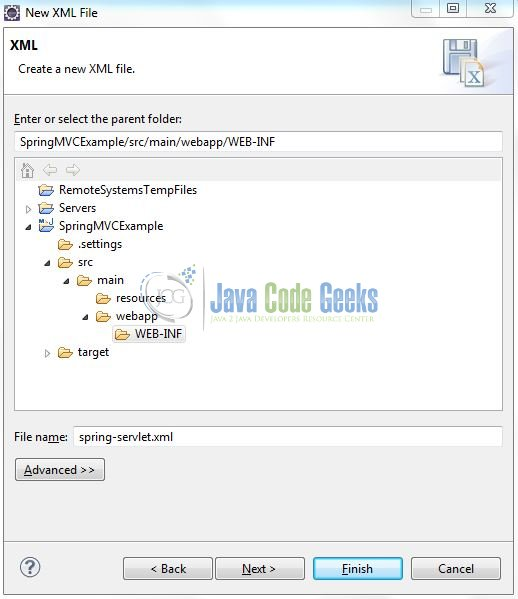 New XML File
XML
Create a new XML file.
X
Enter or select the parent folder:
SpringMVCExample/src/main/webapp/WEB-INF
RemoteSystemsTempFiles
Servers
SpringMVCExample
.settings
src
main
resources
webapp
WEB-INF
target
JCG
Java Code Geeks
Java 2 Java Developers Resource Center
File name: spring-servlet.xml
Advanced >>
?
< Back Next > Finish Cancel